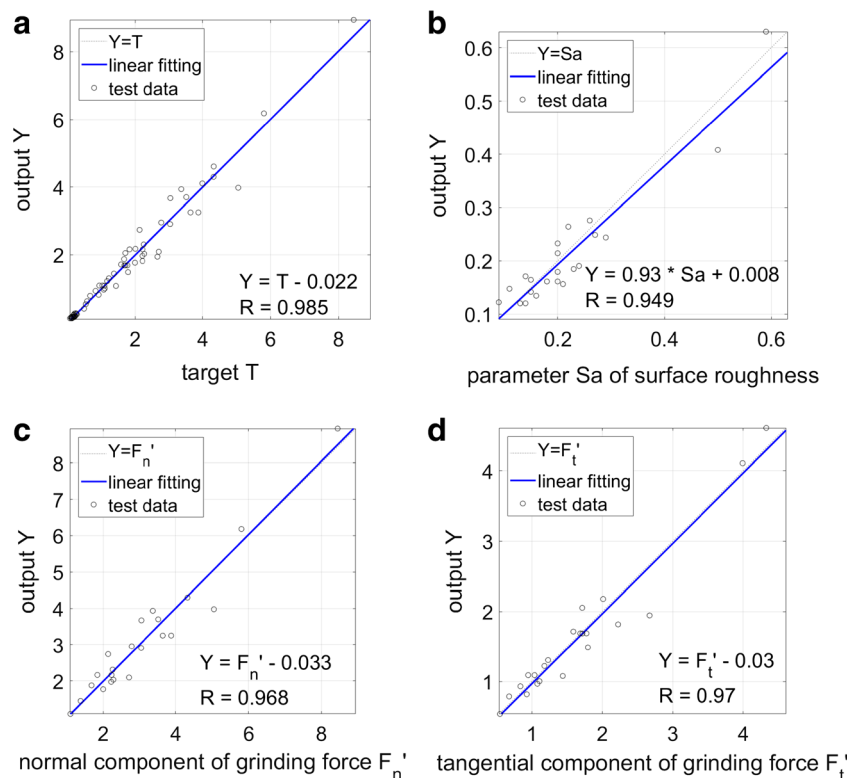 a
Y=T
linear fitting
test data
output Y
8
6
4
2
2
4
6
8
Y = T - 0.022
R = 0.985
target T
b
Y=Sa
linear fitting
test data
output Y
0.6
0.5
0.4
0.3
0.2
0.1
0.2
0.4
0.6
Y = 0.93 * Sa + 0.008
R = 0.949
parameter Sa of surface roughness
c
Y=Fn'
linear fitting
test data
output Y
8
7
6
5
4
3
2
2
4
6
8
Y = Fn' - 0.033
R = 0.968
normal component of grinding force Fn'
d
Y=Ft'
linear fitting
test data
output Y
4
3
2
1
1
2
3
4
Y = Ft' - 0.03
R = 0.97
tangential component of grinding force Ft'